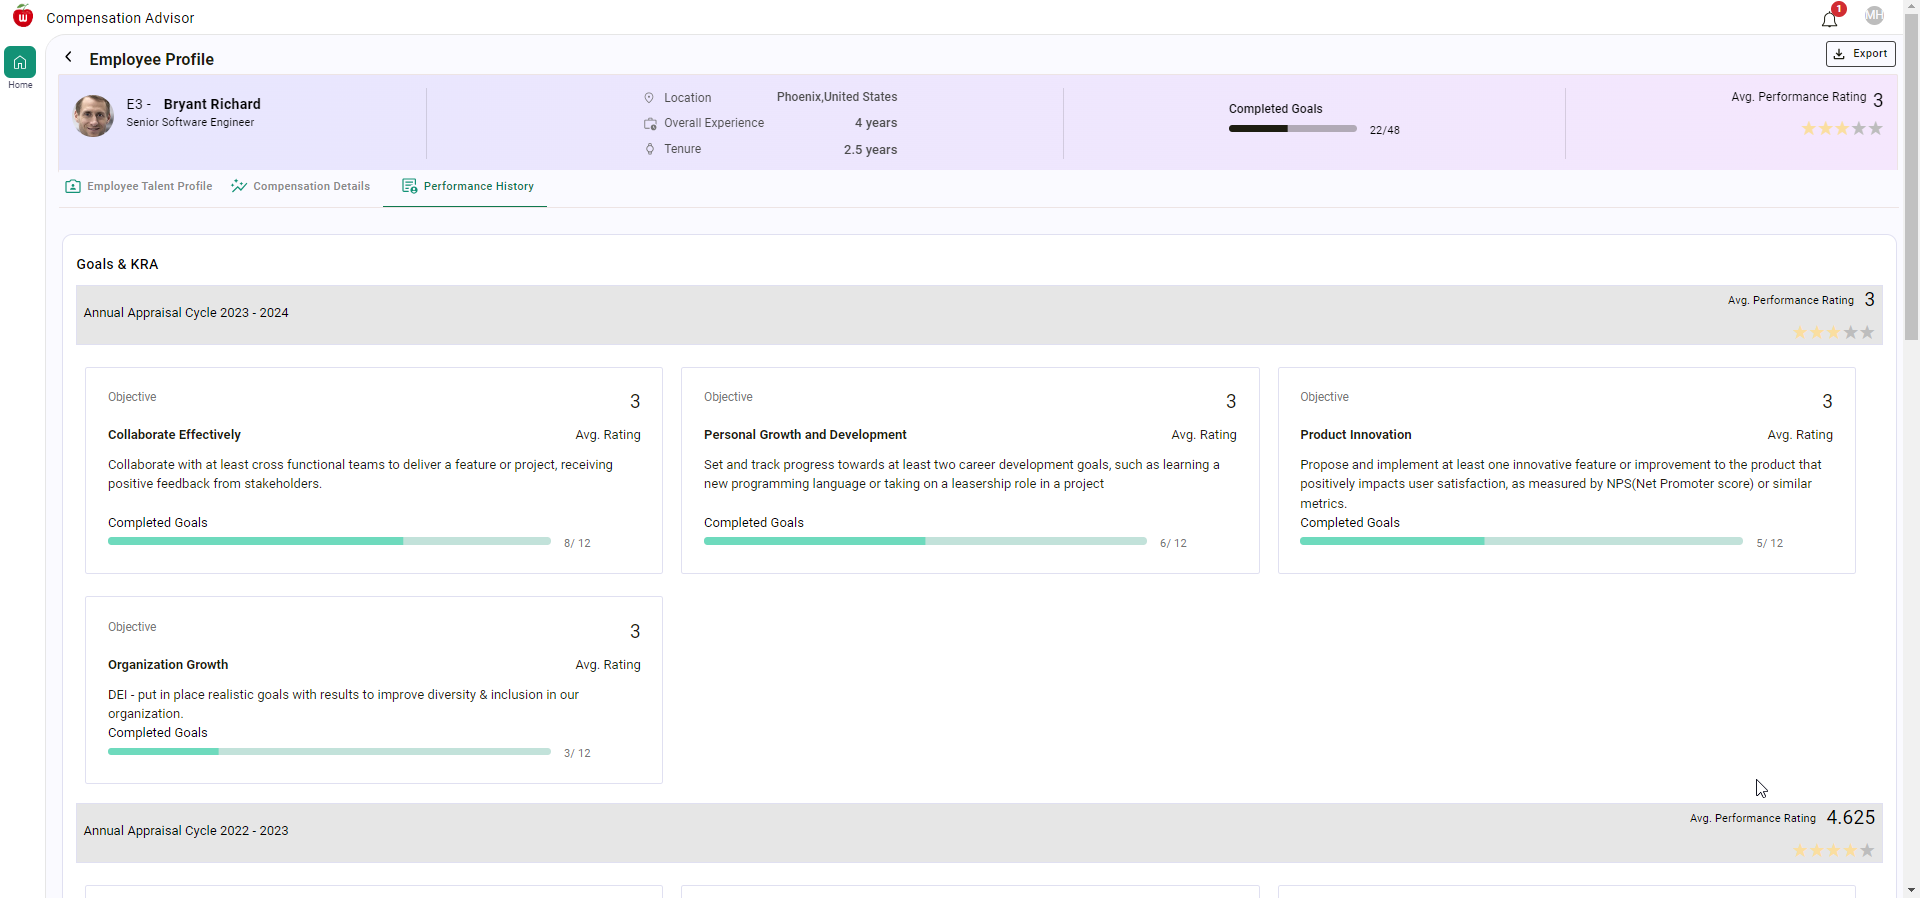 w
Compensation Advisor
1
MH
Home
Employee Profile
Export
E3 - Bryant Richard
Senior Software Engineer
Location Phoenix,United States
Overall Experience 4 years
Tenure 2.5 years
Completed Goals
22/48
Avg. Performance Rating 3
Employee Talent Profile
Compensation Details
Performance History
Goals & KRA
Annual Appraisal Cycle 2023 - 2024
Avg. Performance Rating 3
Objective
3
Collaborate Effectively
Avg. Rating
Collaborate with at least cross functional teams to deliver a feature or project, receiving
positive feedback from stakeholders.
Completed Goals
8/ 12
Objective
3
Personal Growth and Development
Avg. Rating
Set and track progress towards at least two career development goals, such as learning a
new programming language or taking on a leasership role in a project
Completed Goals
6/ 12
Objective
3
Product Innovation
Avg. Rating
Propose and implement at least one innovative feature or improvement to the product that
positively impacts user satisfaction, as measured by NPS(Net Promoter score) or similar
metrics.
Completed Goals
5/ 12
Objective
3
Organization Growth
Avg. Rating
DEI - put in place realistic goals with results to improve diversity & inclusion in our
organization.
Completed Goals
3/ 12
Annual Appraisal Cycle 2022 - 2023
Avg. Performance Rating 4.625